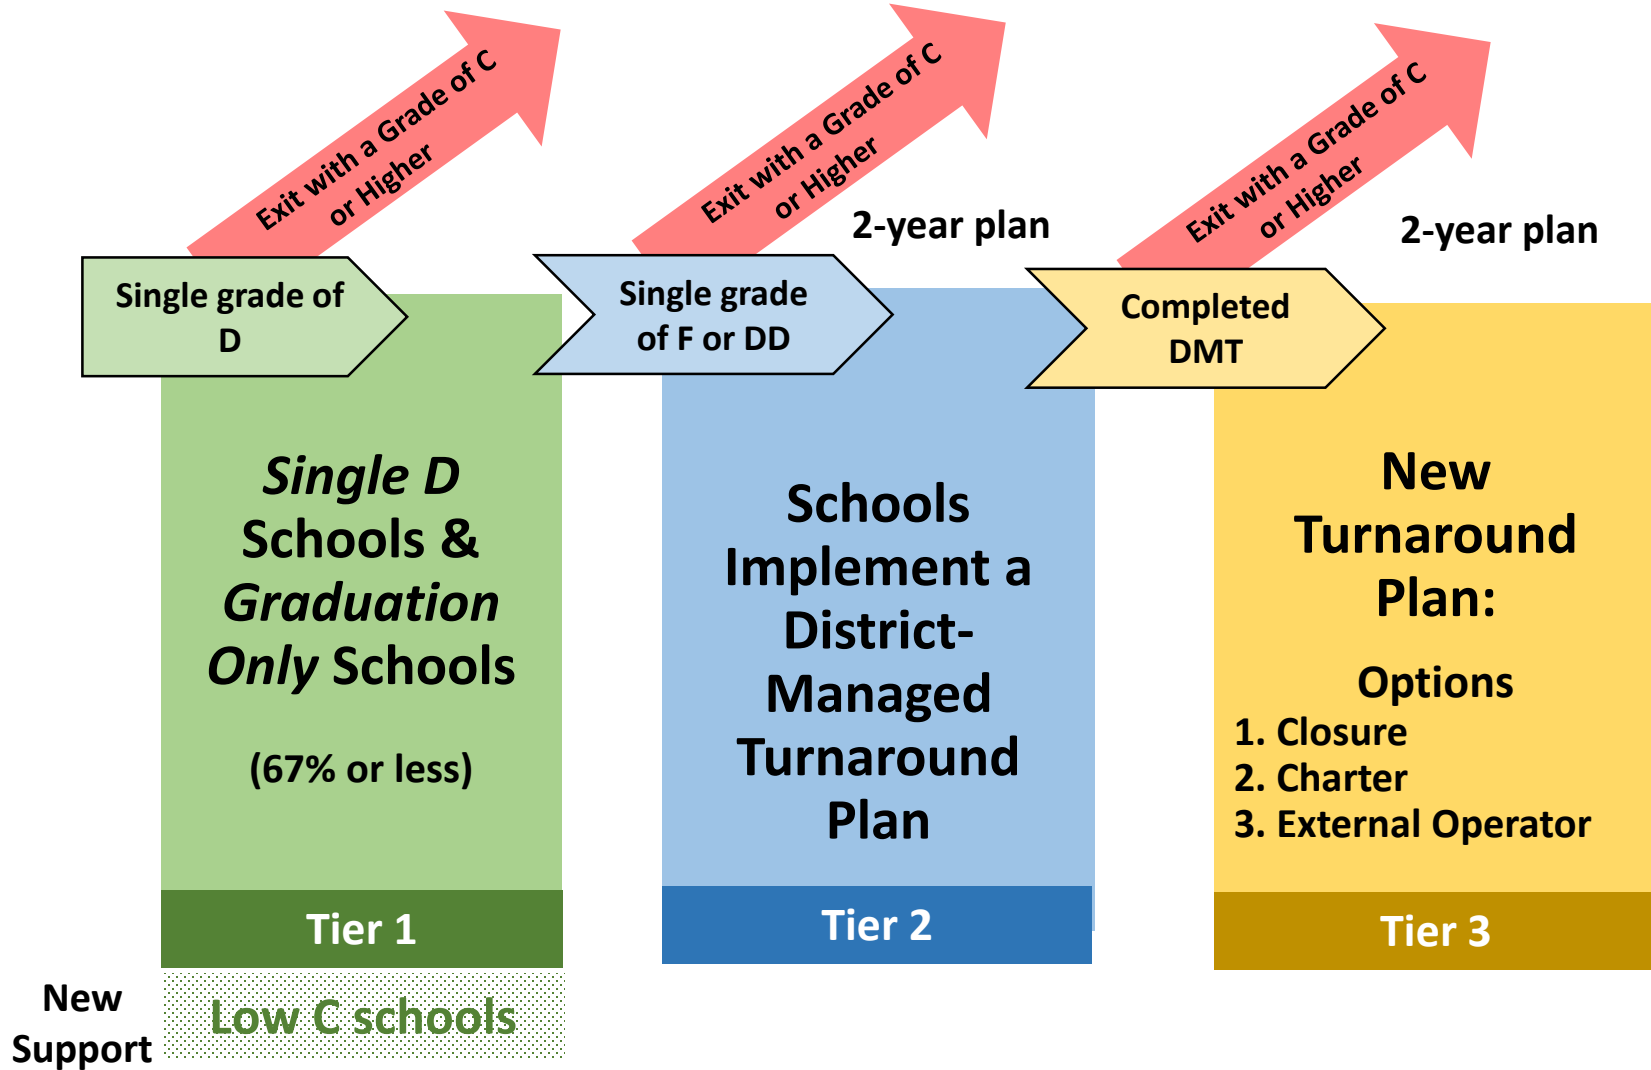 Exit with a Grade of C
or Higher
Single grade of
D
Single D
Schools &
Graduation
Only Schools
(67% or less)
Tier 1
New
Support
Low C schools
Exit with a Grade of C
or Higher
2-year plan
Single grade
of F or DD
Schools
Implement a
District-
Managed
Turnaround
Plan
Tier 2
Exit with a Grade of C
or Higher
2-year plan
Completed
DMT
New
Turnaround
Plan:
Options
1. Closure
2. Charter
3. External Operator
Tier 3